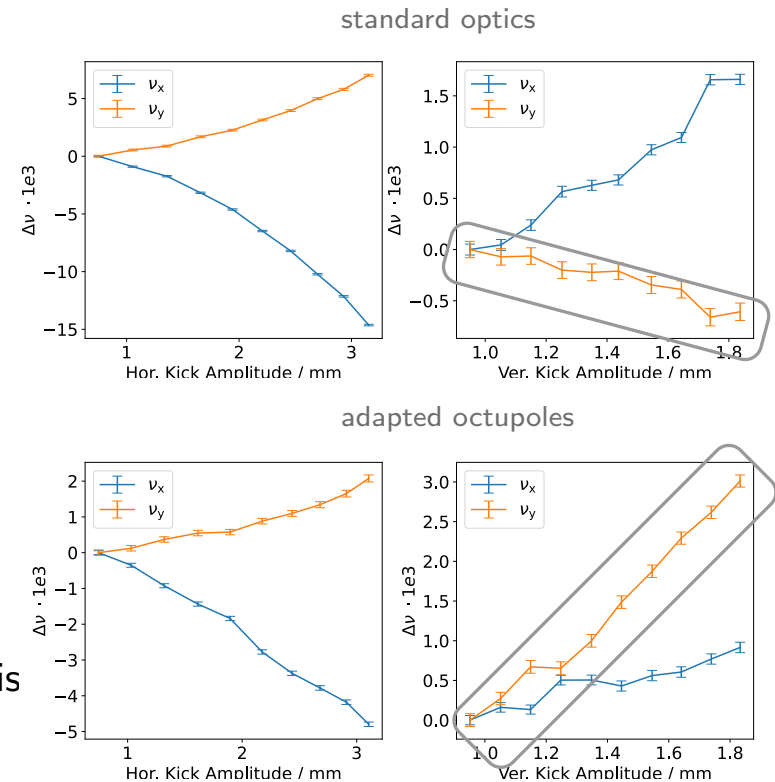 standard optics
5
0
−5
−10
−15
Δν · 1e3
νx
νy
1
2
3
Hor. Kick Amplitude / mm
1.5
1.0
0.5
0.0
−0.5
Δν · 1e3
νx
νy
1.0
1.2
1.4
1.6
1.8
Ver. Kick Amplitude / mm
adapted octupoles
2
1
0
−1
−2
−3
−4
−5
Δν · 1e3
νx
νy
1
2
3
Hor. Kick Amplitude / mm
3.0
2.5
2.0
1.5
1.0
0.5
0.0
Δν · 1e3
νx
νy
1.0
1.2
1.4
1.6
1.8
Ver. Kick Amplitude / mm
is